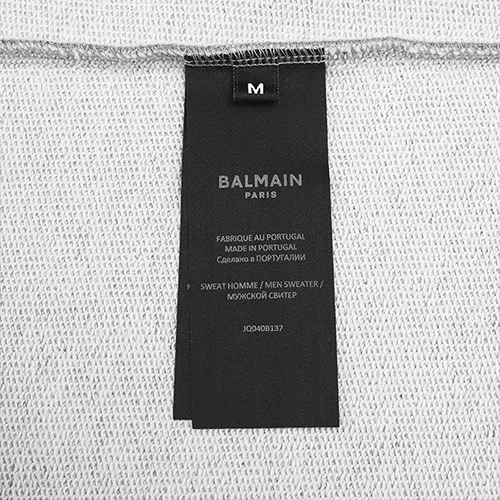 M
BALMAIN
PARIS
FABRIQUE AU PORTUGAL
MADE IN PORTUGAL
Сделано в ПОРТУГАЛИИ
SWEAT HOMME / MEN SWEATER /
МУЖСКОЙ СВИТЕР
JQ040B137